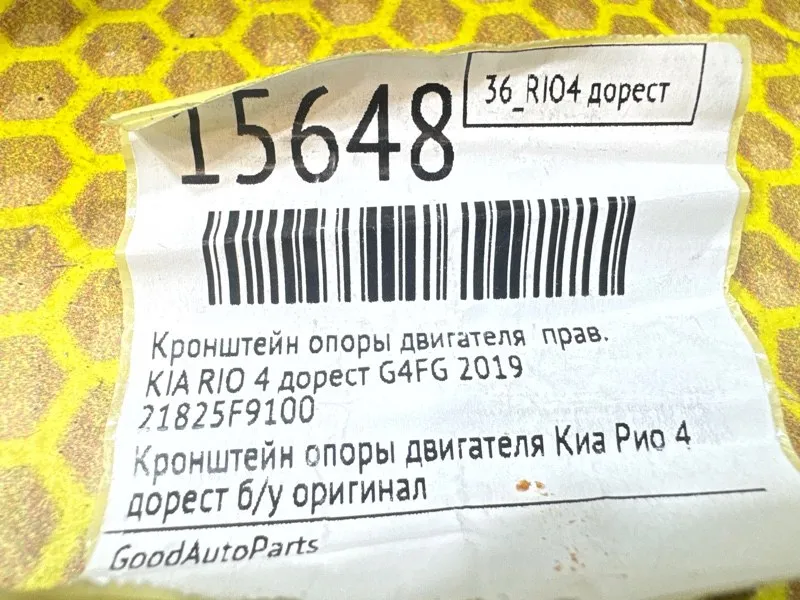 36_RIO4 дорест
15648
Кронштейн опоры двигателя прав.
KIA RIO 4 дорест G4FG 2019
21825F9100
Кронштейн опоры двигателя Киа Рио 4
дорест б/у оригинал
GoodAutoParts